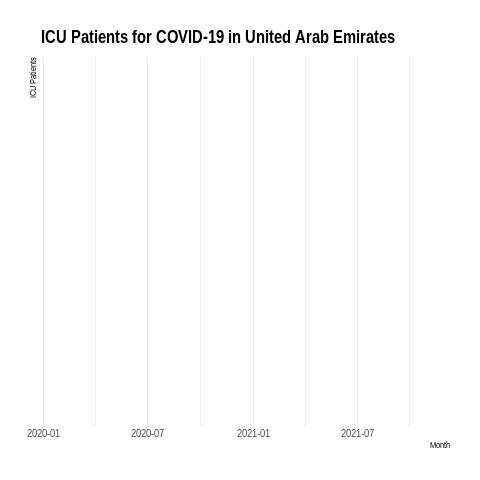 ICU Patients for COVID-19 in United Arab Emirates
ICU Patients
2020-01 2020-07 2021-01 2021-07
Month